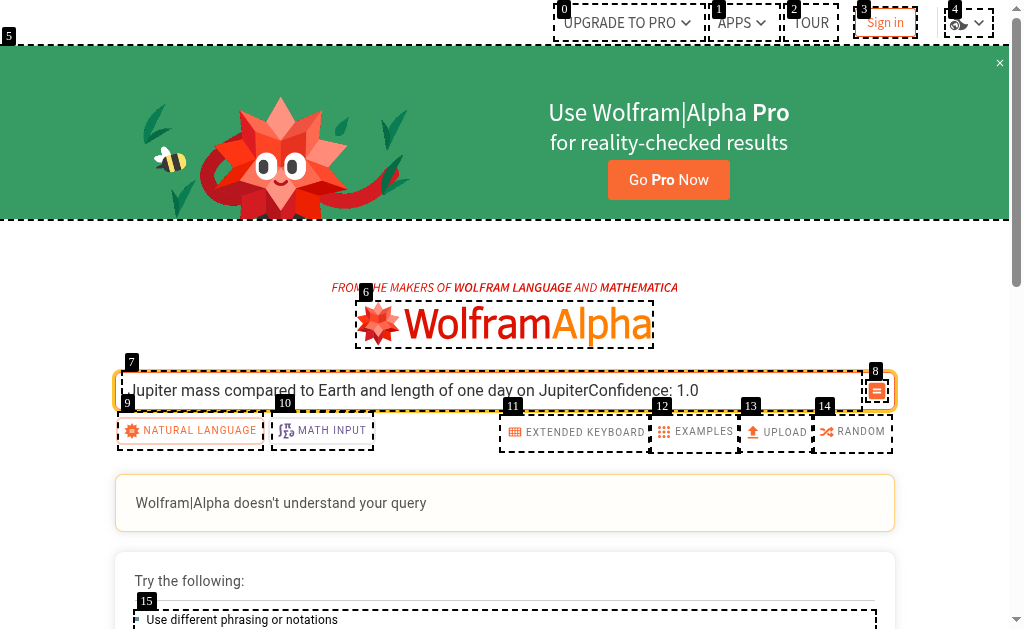 0 UPGRADE TO PRO 1 APPS 2 TOUR 3 Sign in 4
5
×
Use Wolfram|Alpha Pro
for reality-checked results
Go Pro Now
FROM THE MAKERS OF WOLFRAM LANGUAGE AND MATHEMATICA
6
WolframAlpha
7
8
Jupiter mass compared to Earth and length of one day on JupiterConfidence: 1.0
9 10 11 12 13 14
NATURAL LANGUAGE MATH INPUT EXTENDED KEYBOARD EXAMPLES UPLOAD RANDOM
Wolfram|Alpha doesn't understand your query
Try the following:
15
Use different phrasing or notations